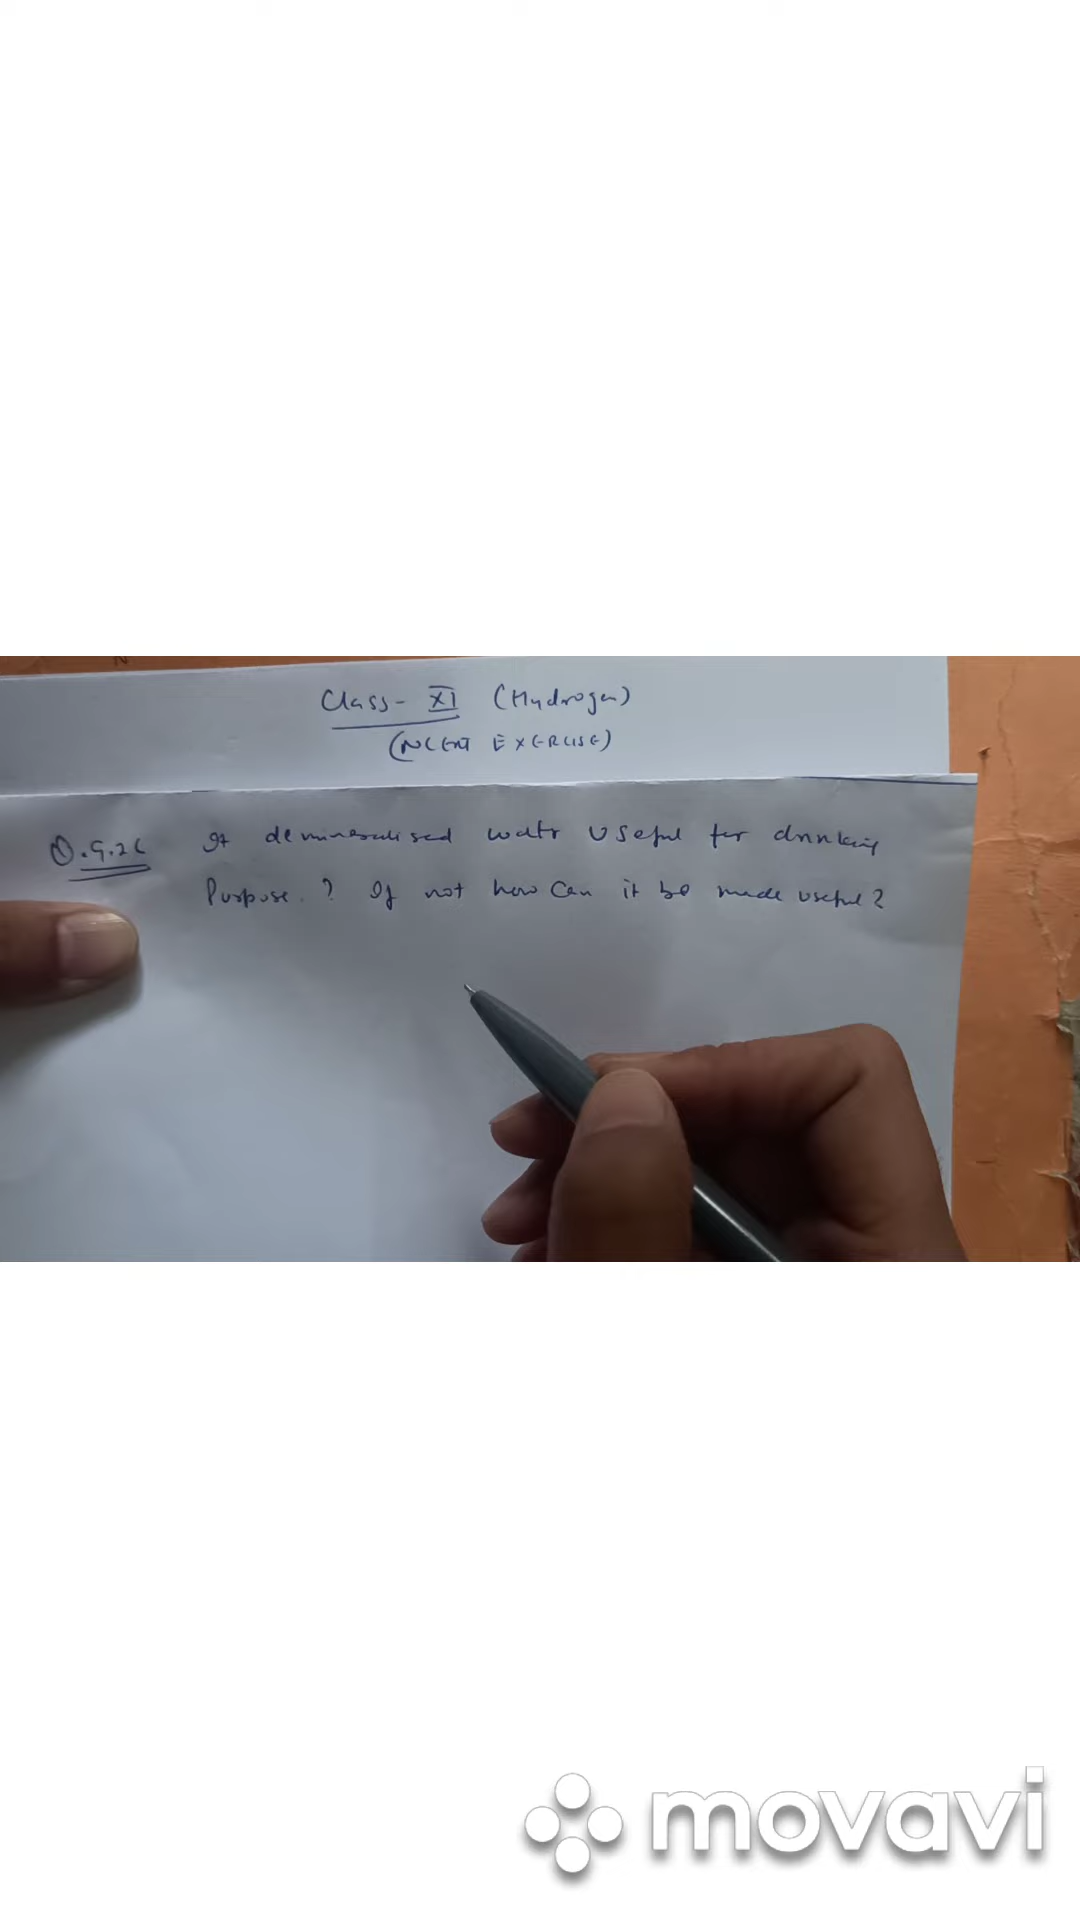 Class - XI (Hydrogen)
(NCERT EXERCISE)
Q.9.26 Is demineralised water useful for drinking
Purpose. ? If not how can it be made useful?
movavi